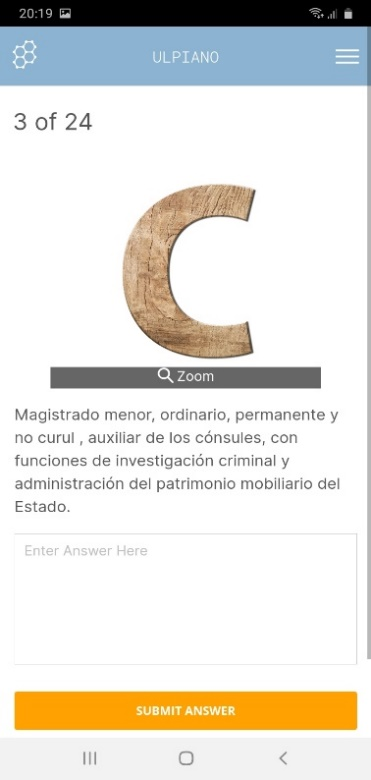 20:19
ULPIANO
3 of 24
C
Zoom
Magistrado menor, ordinario, permanente y
no curul , auxiliar de los cónsules, con
funciones de investigación criminal y
administración del patrimonio mobiliario del
Estado.
Enter Answer Here
SUBMIT ANSWER